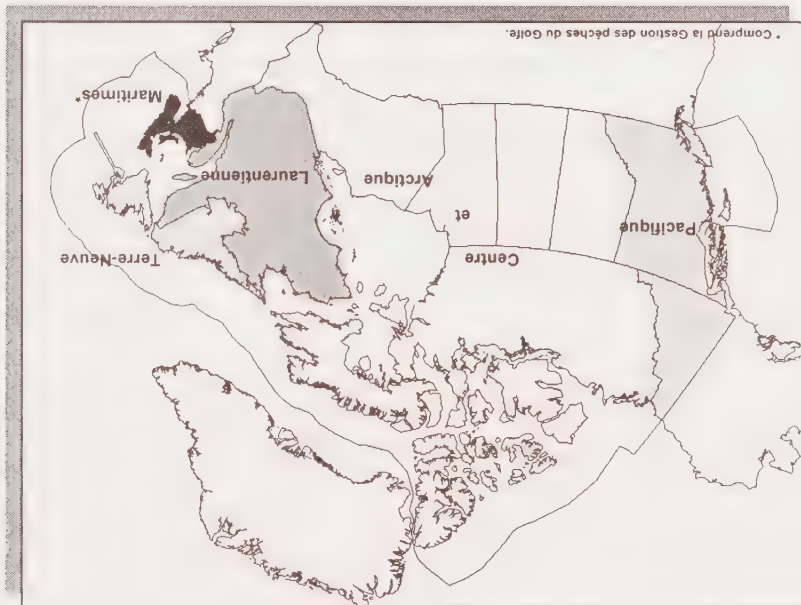 Terre-Neuve
Centre
Pacifique
et
Arctique
Laurentienne
Maritimes*
* Comprend la Gestion des pêches du Golfe.